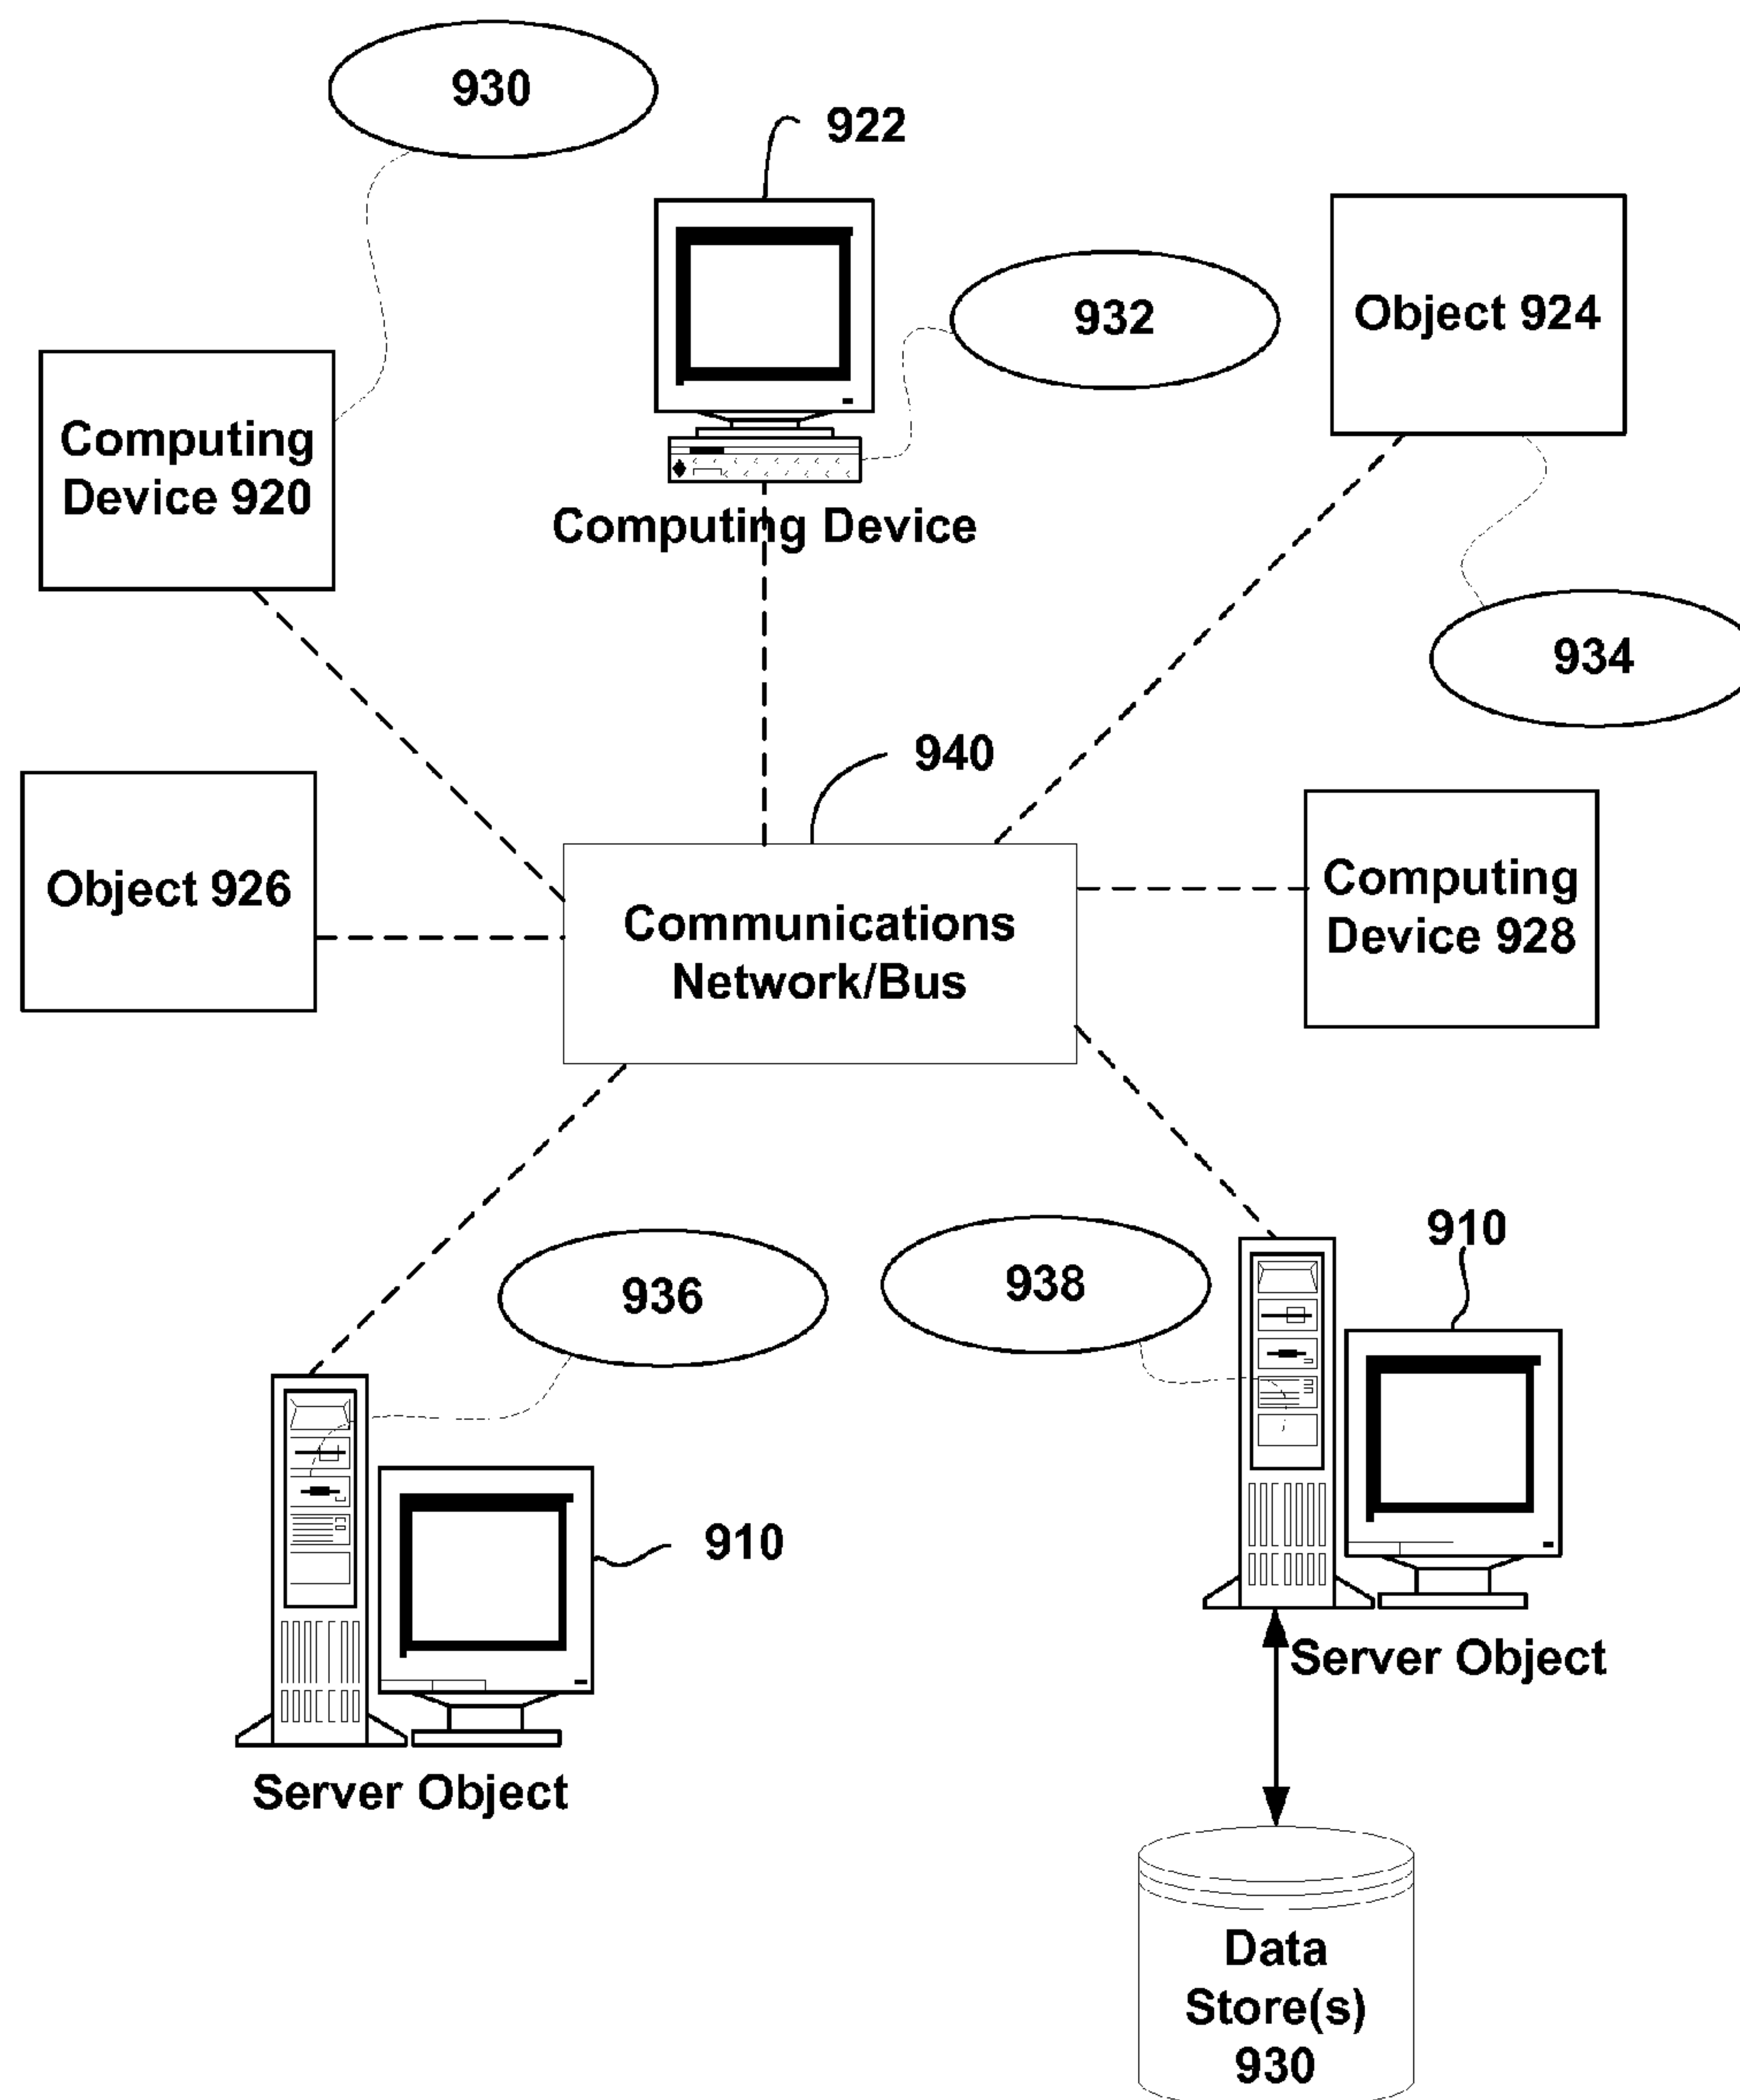 930
922
932
Object 924
Computing
Device 920
Computing Device
934
940
Object 926
Communications
Network/Bus
Computing
Device 928
936
938
910
910
Server Object
Server Object
Data
Store(s)
930